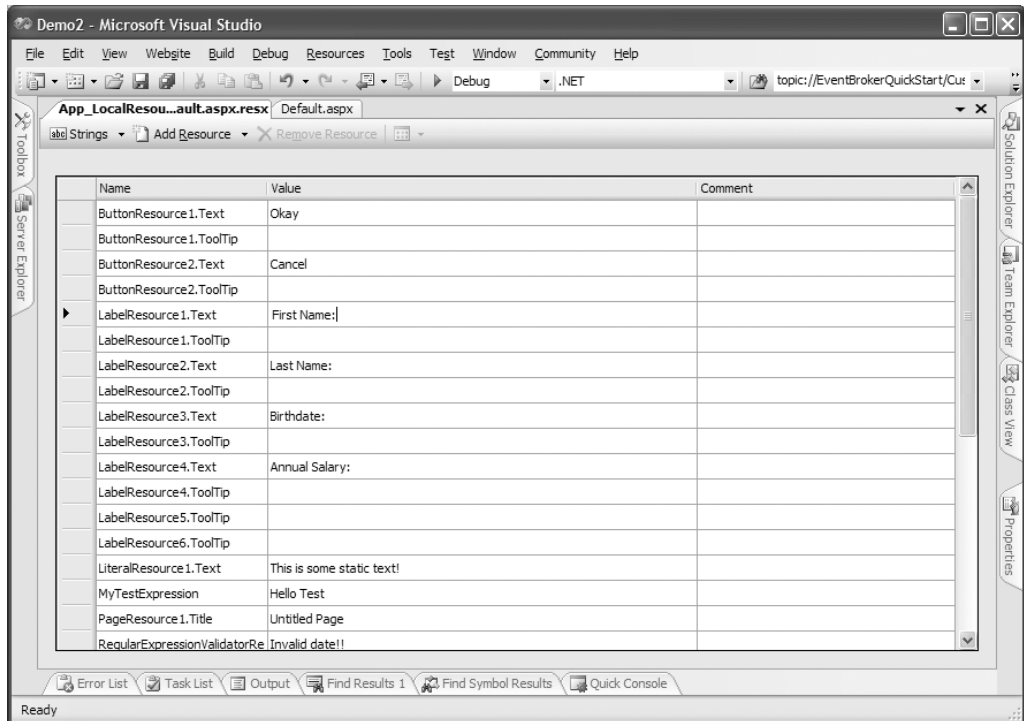 Demo2 - Microsoft Visual Studio
File Edit View Website Build Debug Resources Tools Test Window Community Help
Debug .NET topic://EventBrokerQuickStart/Cus
App_LocalResou...ault.aspx.resx Default.aspx
abc Strings Add Resource Remove Resource
Toolbox
Server Explorer
Name Value Comment
ButtonResource1.Text Okay
ButtonResource1.ToolTip
ButtonResource2.Text Cancel
ButtonResource2.ToolTip
LabelResource1.Text First Name:
LabelResource1.ToolTip
LabelResource2.Text Last Name:
LabelResource2.ToolTip
LabelResource3.Text Birthdate:
LabelResource3.ToolTip
LabelResource4.Text Annual Salary:
LabelResource4.ToolTip
LabelResource5.ToolTip
LabelResource6.ToolTip
LiteralResource1.Text This is some static text!
MyTestExpression Hello Test
PageResource1.Title Untitled Page
RegularExpressionValidatorRe Invalid date!!
Solution Explorer
Team Explorer
Class View
Properties
Error List Task List Output Find Results 1 Find Symbol Results Quick Console
Ready